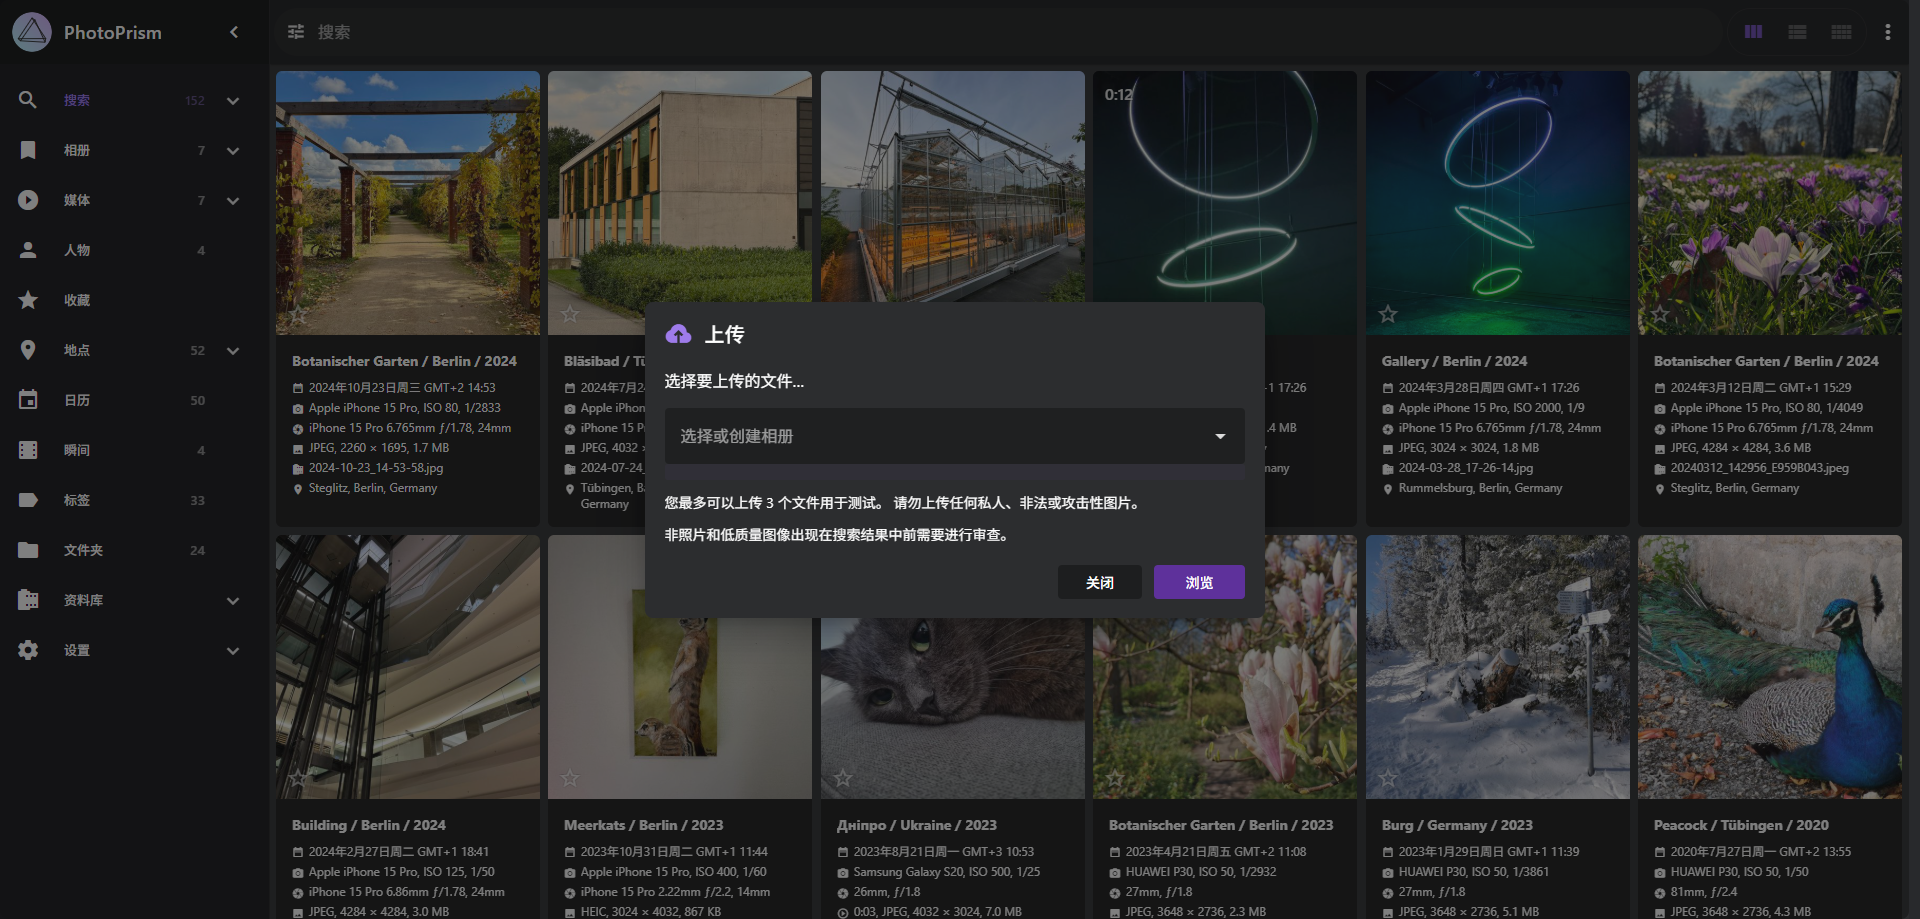 PhotoPrism
搜索
搜索 152
相册 7
媒体 7
人物 4
收藏
地点 52
日历 50
瞬间 4
标签 33
文件夹 24
资料库
设置
0:12
Botanischer Garten / Berlin / 2024
2024年10月23日周三 GMT+2 14:53
Apple iPhone 15 Pro, ISO 80, 1/2833
iPhone 15 Pro 6.765mm ƒ/1.78, 24mm
JPEG, 2260 × 1695, 1.7 MB
2024-10-23_14-53-58.jpg
Steglitz, Berlin, Germany
Bläsibad / Tü
2024年7月24
Apple iPhon
iPhone 15 P
JPEG, 4032 ×
2024-07-24_
Tübingen, Ba
Germany
上传
选择要上传的文件...
选择或创建相册
您最多可以上传 3 个文件用于测试。 请勿上传任何私人、非法或攻击性图片。
非照片和低质量图像出现在搜索结果中前需要进行审查。
关闭
浏览
-1 17:26
.4 MB
many
Gallery / Berlin / 2024
2024年3月28日周四 GMT+1 17:26
Apple iPhone 15 Pro, ISO 2000, 1/9
iPhone 15 Pro 6.765mm ƒ/1.78, 24mm
JPEG, 3024 × 3024, 1.8 MB
2024-03-28_17-26-14.jpg
Rummelsburg, Berlin, Germany
Botanischer Garten / Berlin / 2024
2024年3月12日周二 GMT+1 15:29
Apple iPhone 15 Pro, ISO 80, 1/4049
iPhone 15 Pro 6.765mm ƒ/1.78, 24mm
JPEG, 4284 × 4284, 3.6 MB
20240312_142956_E959B043.jpeg
Steglitz, Berlin, Germany
Building / Berlin / 2024
2024年2月27日周二 GMT+1 18:41
Apple iPhone 15 Pro, ISO 125, 1/50
iPhone 15 Pro 6.86mm ƒ/1.78, 24mm
JPEG, 4284 × 4284, 3.0 MB
Meerkats / Berlin / 2023
2023年10月31日周二 GMT+1 11:44
Apple iPhone 15 Pro, ISO 400, 1/60
iPhone 15 Pro 2.22mm ƒ/2.2, 14mm
HEIC, 3024 × 4032, 867 KB
Дніпро / Ukraine / 2023
2023年8月21日周一 GMT+3 10:53
Samsung Galaxy S20, ISO 500, 1/25
26mm, ƒ/1.8
0:03, JPEG, 4032 × 3024, 7.0 MB
Botanischer Garten / Berlin / 2023
2023年4月21日周五 GMT+2 11:08
HUAWEI P30, ISO 50, 1/2932
27mm, ƒ/1.8
JPEG, 3648 × 2736, 2.3 MB
Burg / Germany / 2023
2023年1月29日周日 GMT+1 11:39
HUAWEI P30, ISO 50, 1/3861
27mm, ƒ/1.8
JPEG, 3648 × 2736, 5.1 MB
Peacock / Tübingen / 2020
2020年7月27日周一 GMT+2 13:55
HUAWEI P30, ISO 50, 1/50
81mm, ƒ/2.4
JPEG, 3648 × 2736, 4.3 MB